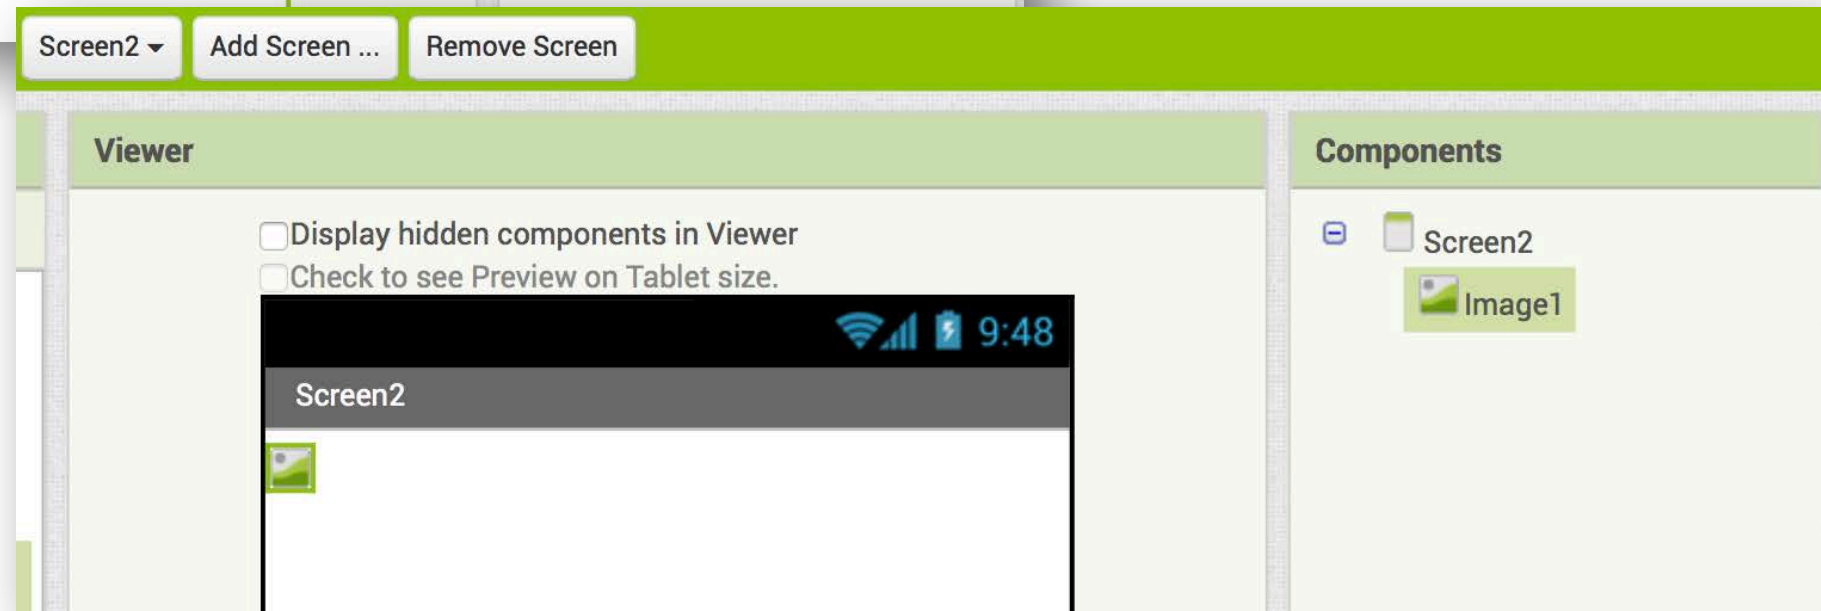 Screen2 Add Screen ... Remove Screen
Viewer
Components
Display hidden components in Viewer
Check to see Preview on Tablet size.
9:48
Screen2
Screen2
Image1